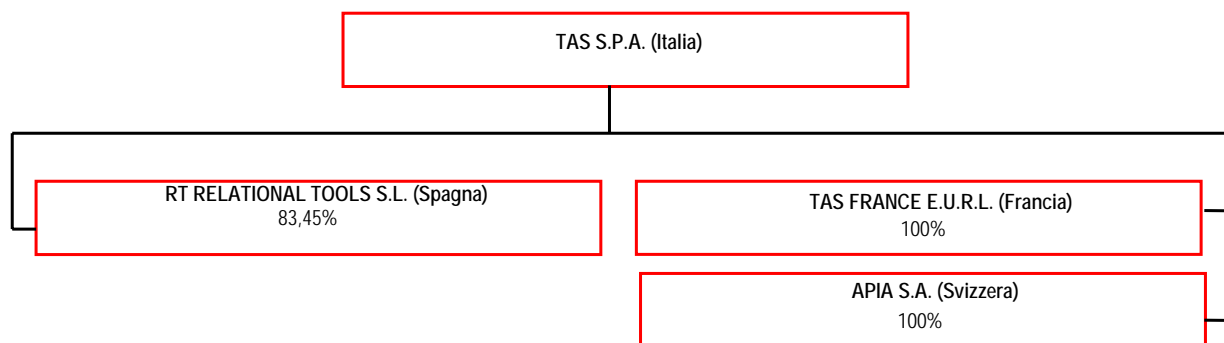 TAS S.P.A. (Italia)
RT RELATIONAL TOOLS S.L. (Spagna)
83,45%
TAS FRANCE E.U.R.L. (Francia)
100%
APIA S.A. (Svizzera)
100%